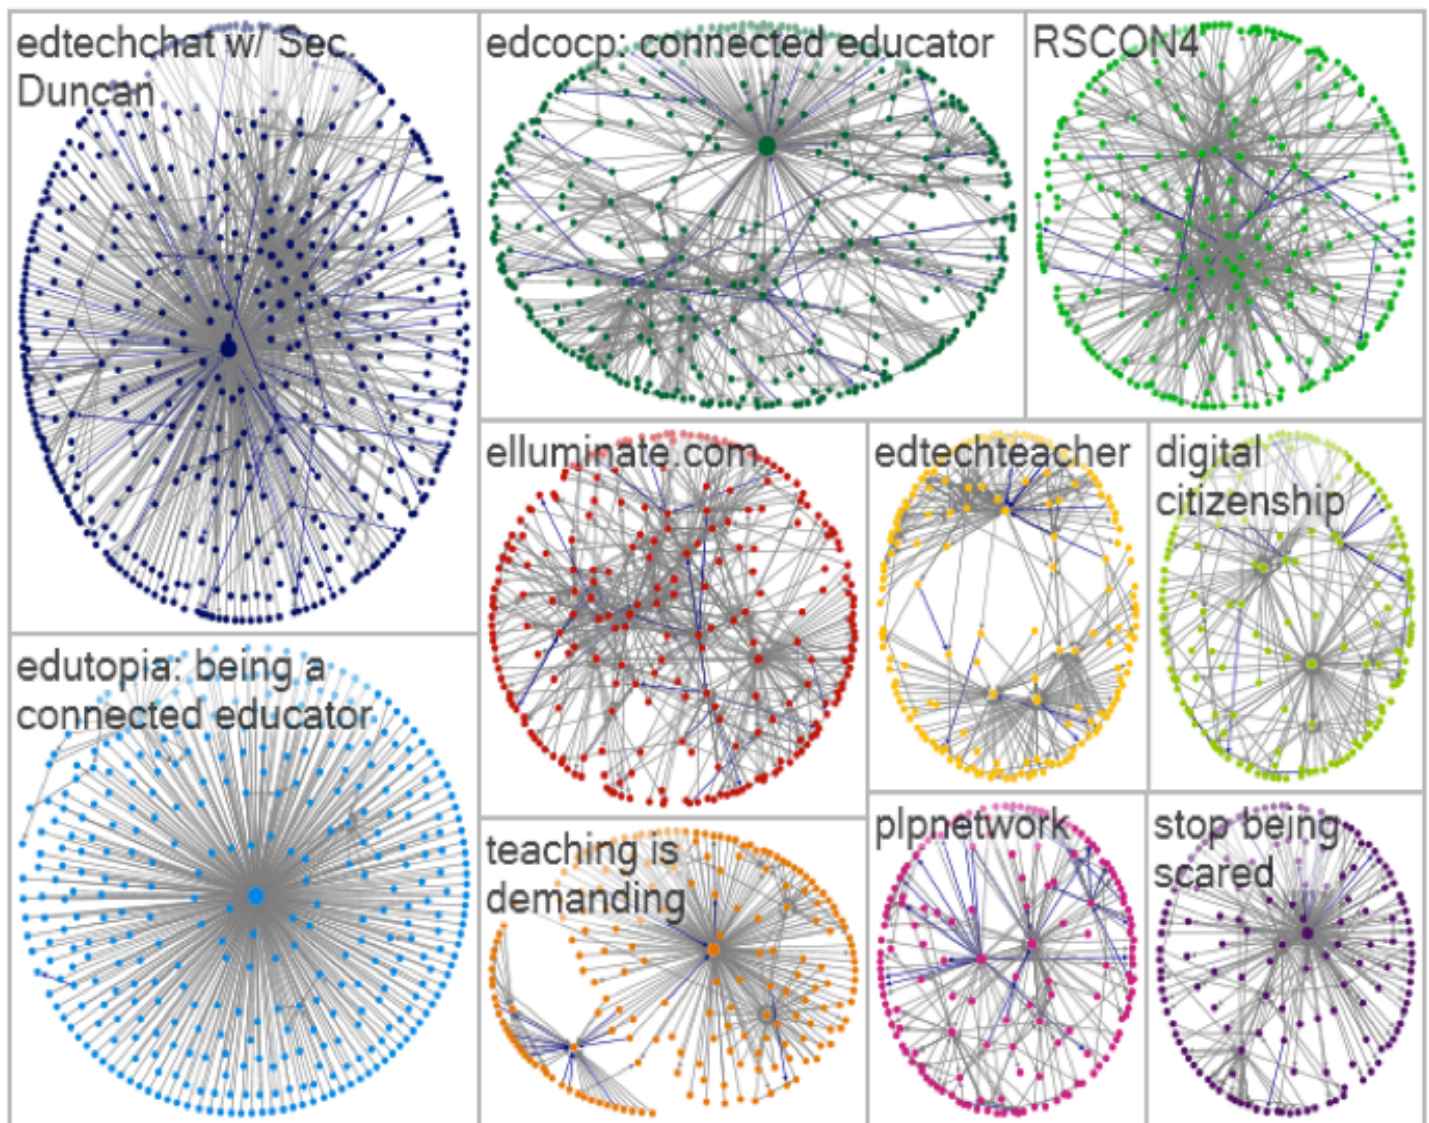 edtechchat w/ Sec.
Duncan
edcocp: connected educator
RSCON4
elluminate.com
edtechteacher
digital
citizenship
edutopia: being a
connected educator
teaching is
demanding
plpnetwork
stop being
scared